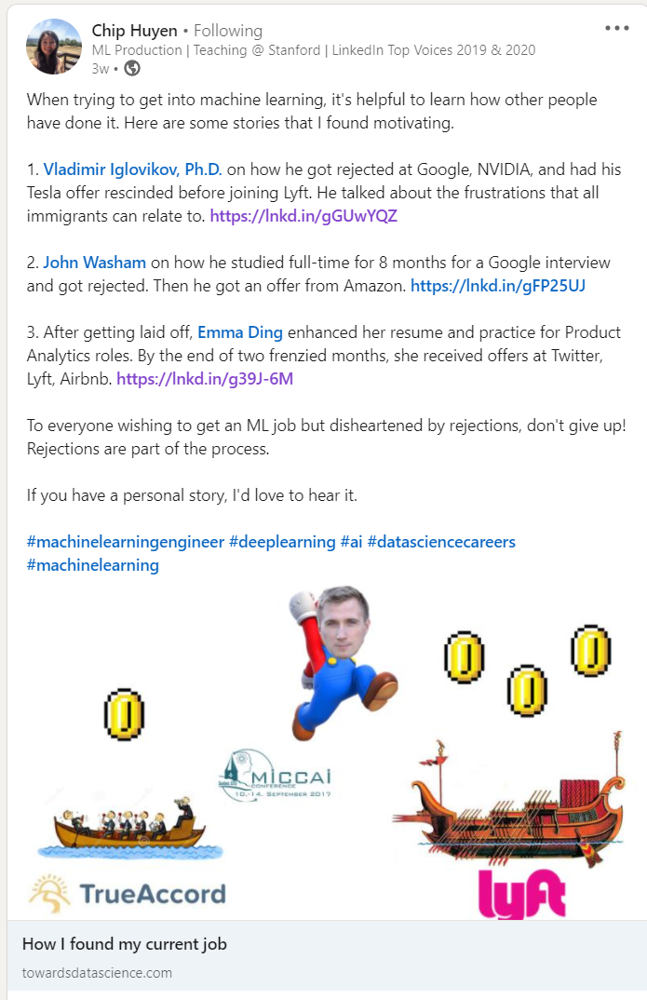 Chip Huyen • Following
ML Production | Teaching @ Stanford | LinkedIn Top Voices 2019 & 2020
3w •
When trying to get into machine learning, it's helpful to learn how other people
have done it. Here are some stories that I found motivating.
1. Vladimir Iglovikov, Ph.D. on how he got rejected at Google, NVIDIA, and had his
Tesla offer rescinded before joining Lyft. He talked about the frustrations that all
immigrants can relate to. https://lnkd.in/gGUwYQZ
2. John Washam on how he studied full-time for 8 months for a Google interview
and got rejected. Then he got an offer from Amazon. https://lnkd.in/gFP25UJ
3. After getting laid off, Emma Ding enhanced her resume and practice for Product
Analytics roles. By the end of two frenzied months, she received offers at Twitter,
Lyft, Airbnb. https://lnkd.in/g39J-6M
To everyone wishing to get an ML job but disheartened by rejections, don't give up!
Rejections are part of the process.
If you have a personal story, I'd love to hear it.
#machinelearningengineer #deeplearning #ai #datasciencecareers
#machinelearning
MICCAI
CONFERENCE
10.-14. September 2017
TrueAccord
lyft
How I found my current job
towardsdatascience.com